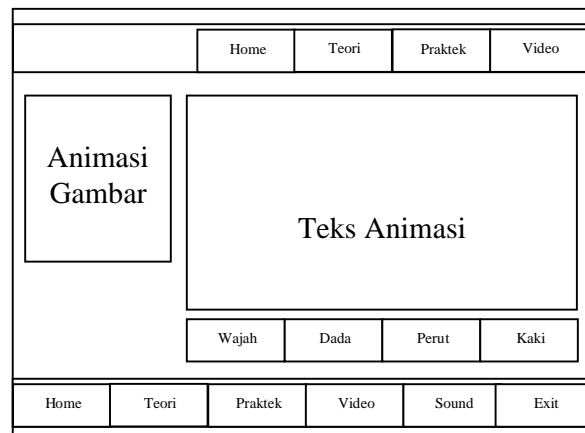 Home Teori Praktek Video
Animasi
Gambar
Teks Animasi
Wajah Dada Perut Kaki
Home Teori Praktek Video Sound Exit